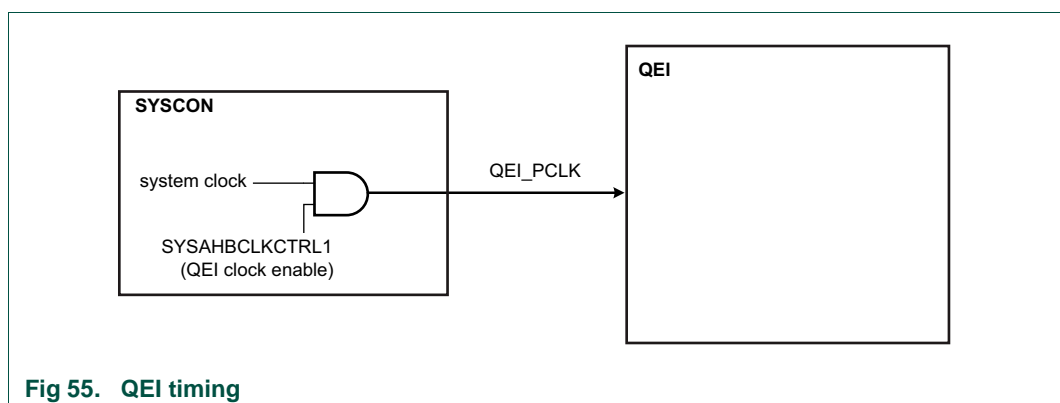 QEI
SYSCON
system clock
QEI_PCLK
SYSAHBCLKCTRL1
(QEI clock enable)
Fig 55. QEI timing